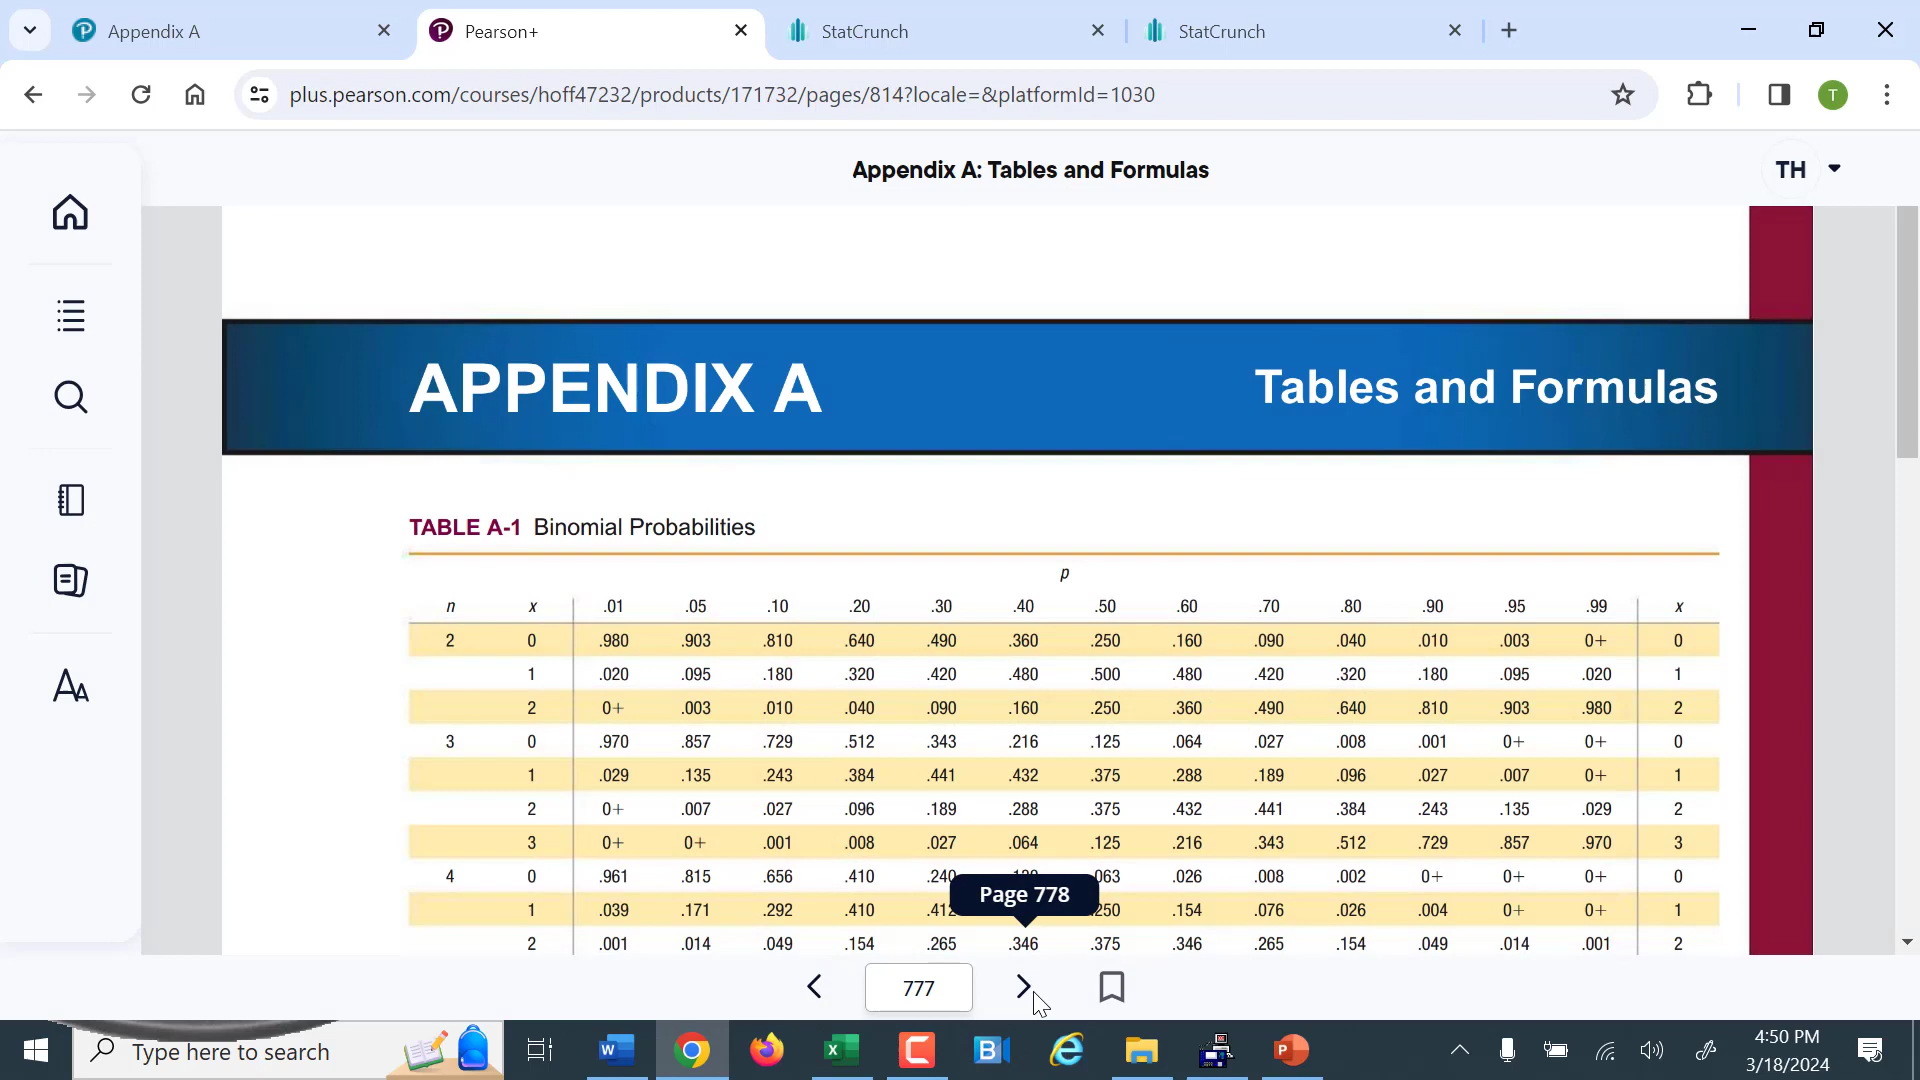 Appendix A
Pearson+
StatCrunch
StatCrunch
plus.pearson.com/courses/hoff47232/products/171732/pages/814?locale=&platformId=1030
T
Appendix A: Tables and Formulas
TH
APPENDIX A
Tables and Formulas
TABLE A-1 Binomial Probabilities
p
n x .01 .05 .10 .20 .30 .40 .50 .60 .70 .80 .90 .95 .99 x
2 0 .980 .903 .810 .640 .490 .360 .250 .160 .090 .040 .010 .003 0+ 0
1 .020 .095 .180 .320 .420 .480 .500 .480 .420 .320 .180 .095 .020 1
2 0+ .003 .010 .040 .090 .160 .250 .360 .490 .640 .810 .903 .980 2
3 0 .970 .857 .729 .512 .343 .216 .125 .064 .027 .008 .001 0+ 0+ 0
1 .029 .135 .243 .384 .441 .432 .375 .288 .189 .096 .027 .007 0+ 1
2 0+ .007 .027 .096 .189 .288 .375 .432 .441 .384 .243 .135 .029 2
3 0+ 0+ .001 .008 .027 .064 .125 .216 .343 .512 .729 .857 .970 3
4 0 .961 .815 .656 .410 .240 063 .026 .008 .002 0+ 0+ 0+ 0
Page 778
1 .039 .171 .292 .410 .412 250 .154 .076 .026 .004 0+ 0+ 1
2 .001 .014 .049 .154 .265 .346 .375 .346 .265 .154 .049 .014 .001 2
777
Type here to search
4:50 PM
3/18/2024